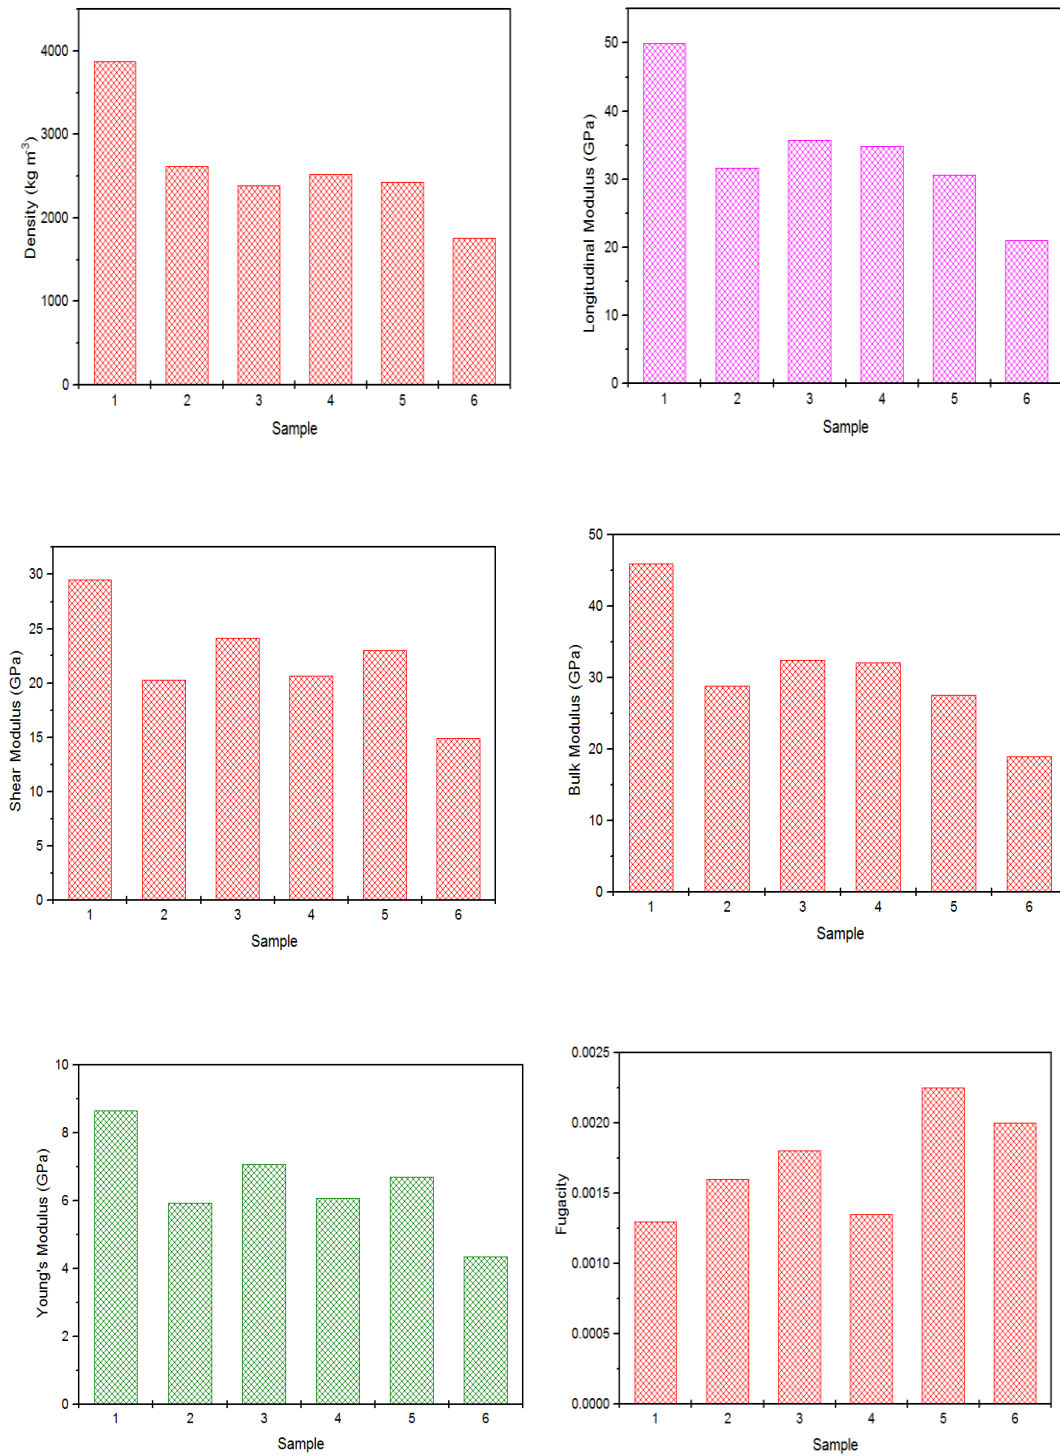 Density (kg m-3)
4000
3000
2000
1000
0
1 2 3 4 5 6
Sample
Longitudinal Modulus (GPa)
50
40
30
20
10
0
1 2 3 4 5 6
Sample
Shear Modulus (GPa)
30
25
20
15
10
5
0
1 2 3 4 5 6
Sample
Bulk Modulus (GPa)
50
40
30
20
10
0
1 2 3 4 5 6
Sample
Young's Modulus (GPa)
10
8
6
4
2
0
1 2 3 4 5 6
Sample
Fugacity
0.0025
0.0020
0.0015
0.0010
0.0005
0.0000
1 2 3 4 5 6
Sample